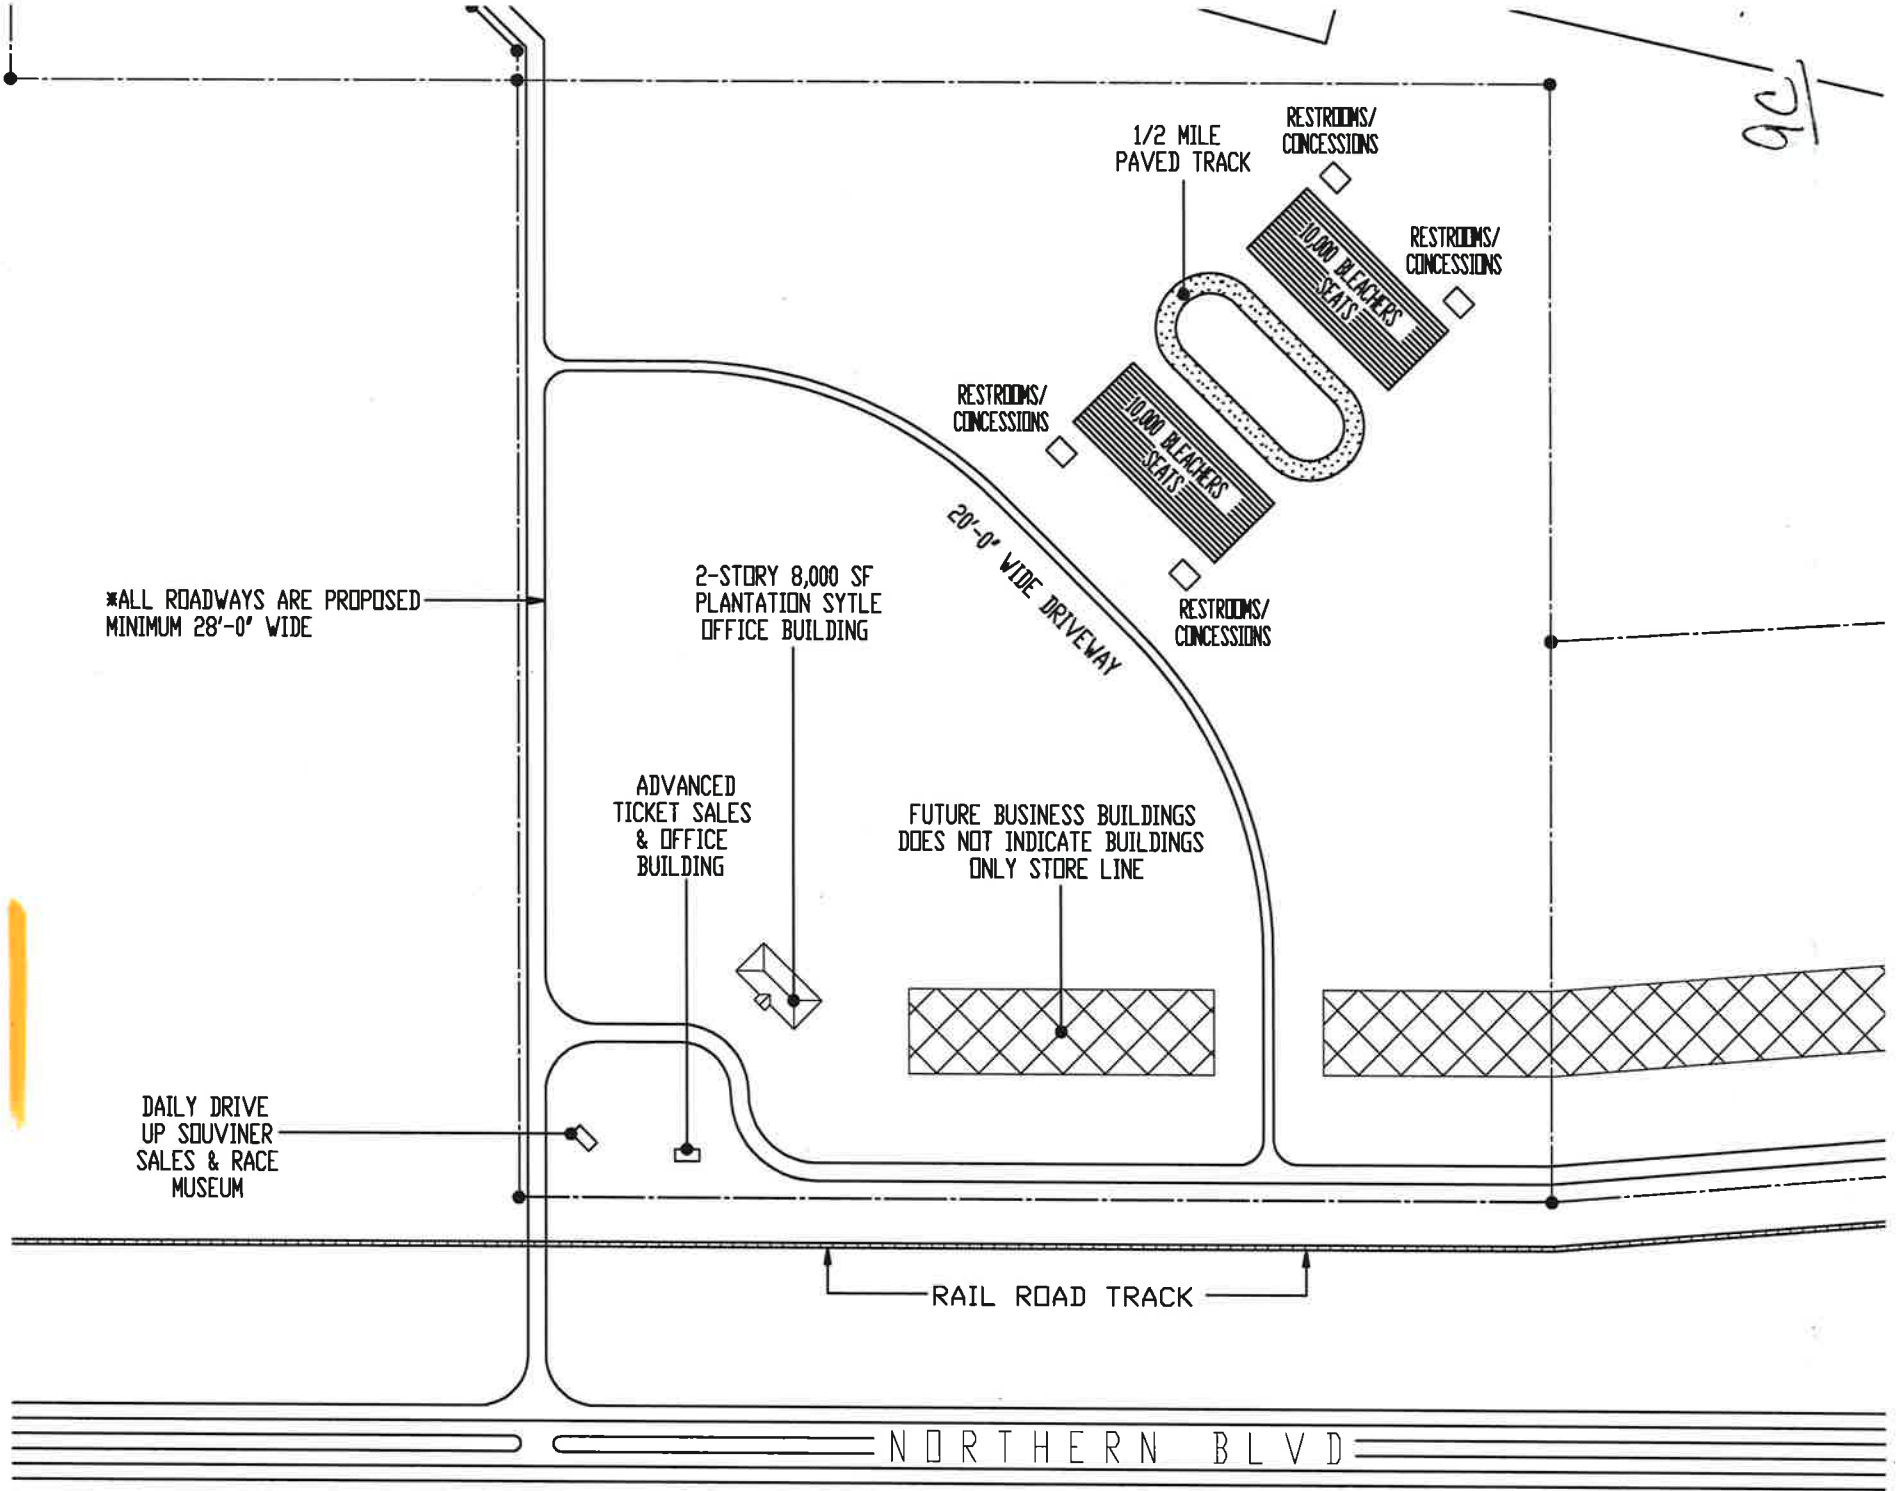 9C
RESTROOMS/
CONCESSIONS
1/2 MILE
PAVED TRACK
RESTROOMS/
CONCESSIONS
10,000 BLEACHERS
SEATS
RESTROOMS/
CONCESSIONS
10,000 BLEACHERS
SEATS
20'-0" WIDE DRIVEWAY
RESTROOMS/
CONCESSIONS
*ALL ROADWAYS ARE PROPOSED
MINIMUM 28'-0" WIDE
2-STORY 8,000 SF
PLANTATION SYTLE
OFFICE BUILDING
ADVANCED
TICKET SALES
& OFFICE
BUILDING
FUTURE BUSINESS BUILDINGS
DOES NOT INDICATE BUILDINGS
ONLY STORE LINE
DAILY DRIVE
UP SOUVINER
SALES & RACE
MUSEUM
RAIL ROAD TRACK
NORTHERN BLVD